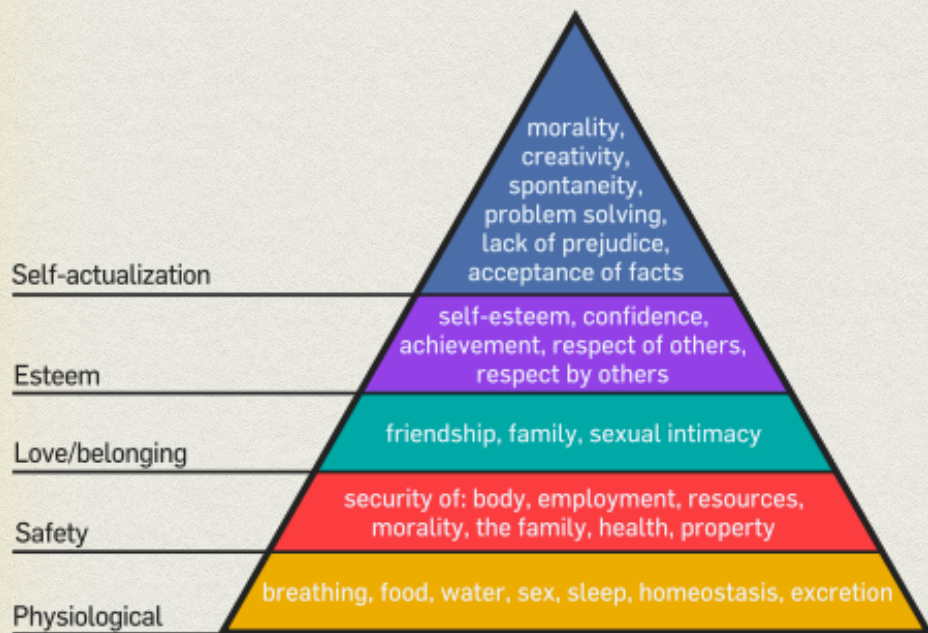 morality,
creativity,
spontaneity,
problem solving,
lack of prejudice,
acceptance of facts
Self-actualization
self-esteem, confidence,
achievement, respect of others,
respect by others
Esteem
friendship, family, sexual intimacy
Love/belonging
security of: body, employment, resources,
morality, the family, health, property
Safety
breathing, food, water, sex, sleep, homeostasis, excretion
Physiological